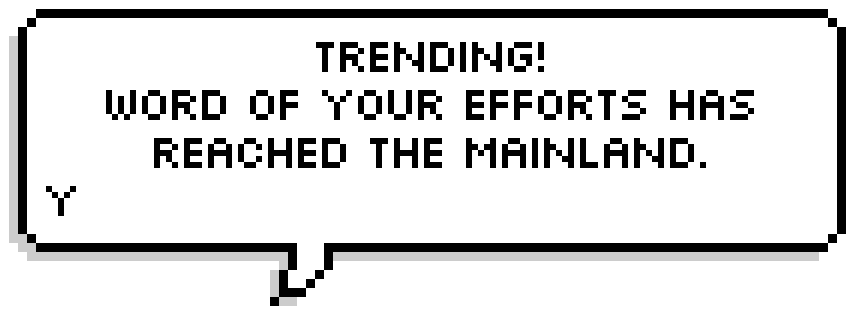 TRENDING!
WORD OF YOUR EFFORTS HAS
REACHED THE MAINLAND.
Y